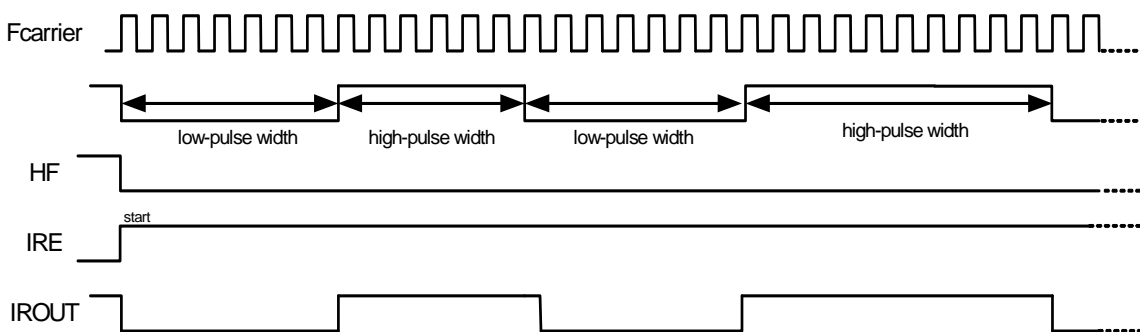 Fcarrier
low-pulse width
high-pulse width
low-pulse width
high-pulse width
HF
start
IRE
IROUT